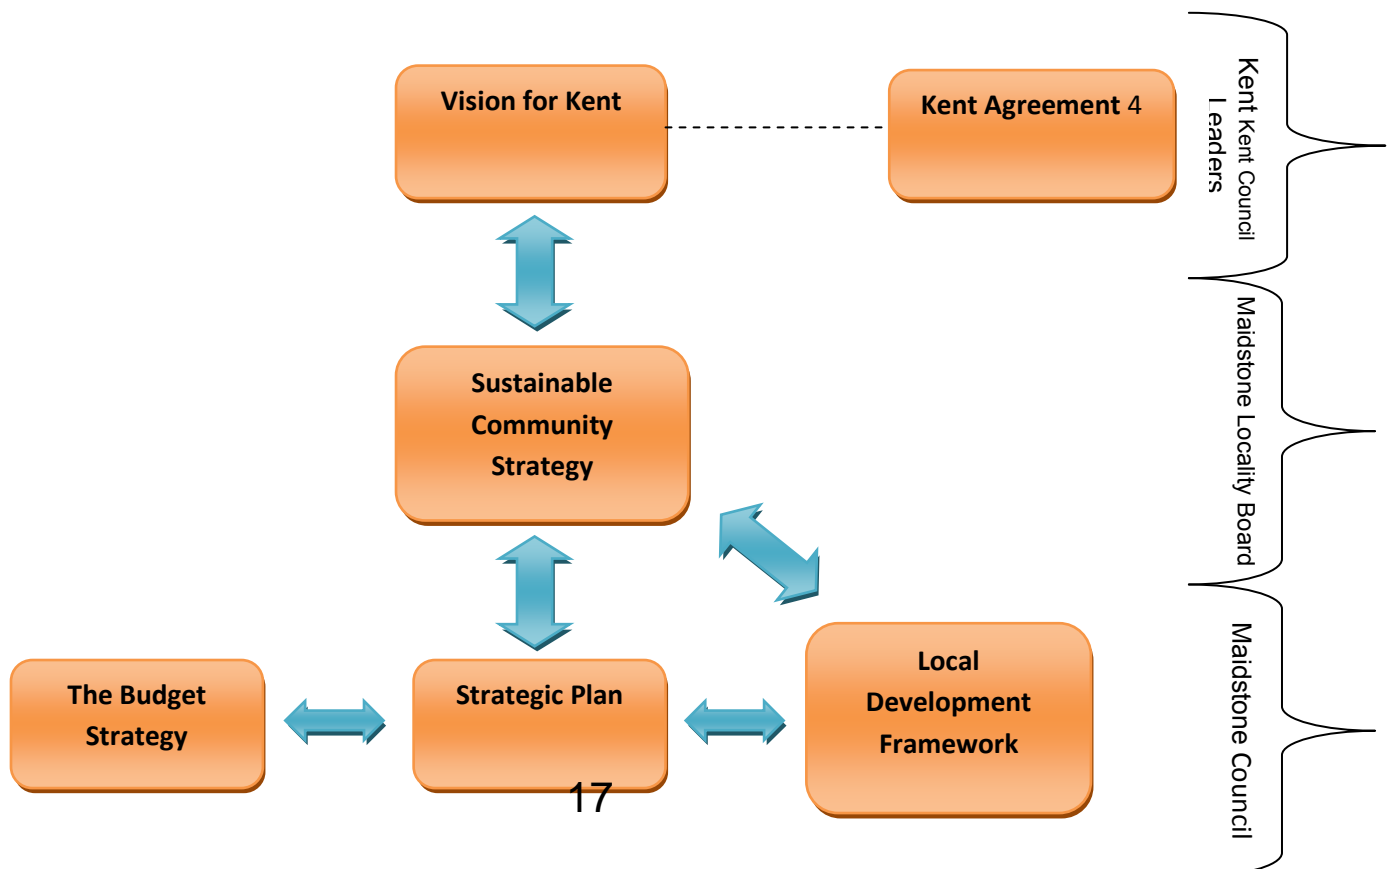 Vision for Kent
Kent Agreement 4
Kent Kent Council
Leaders
Sustainable
Community
Strategy
Maidstone Locality Board
The Budget
Strategy
Strategic Plan
Local
Development
Framework
Maidstone Council
17